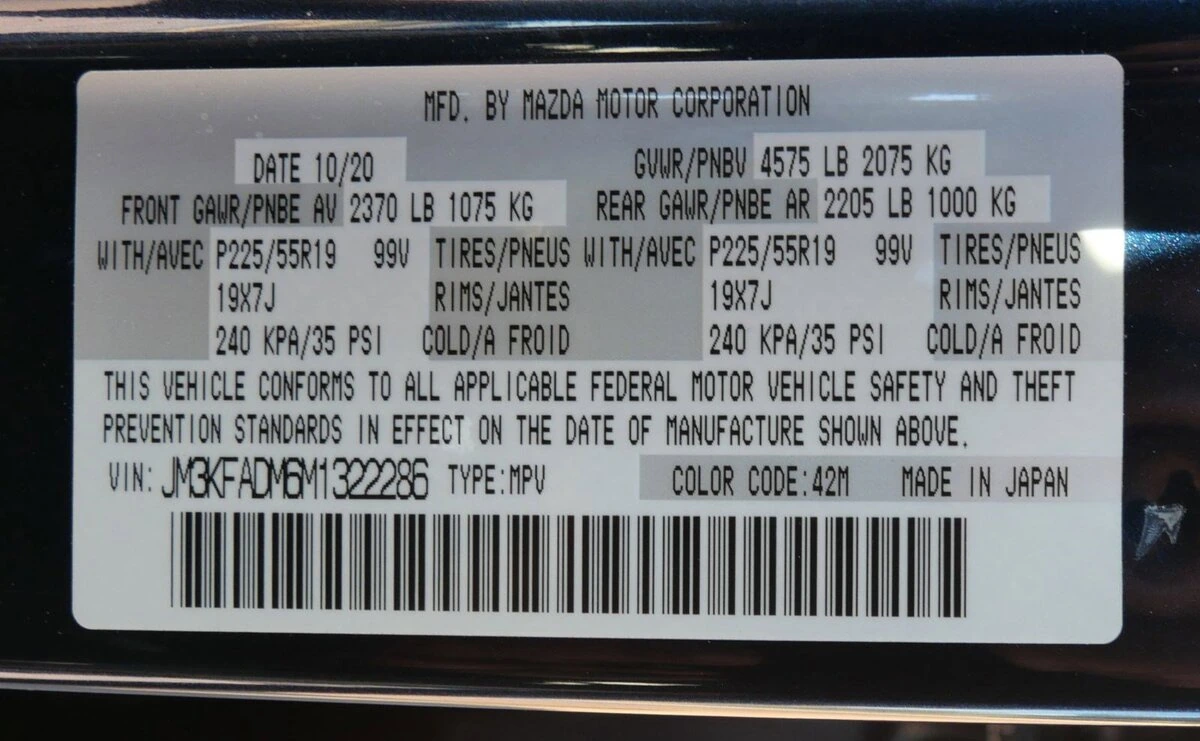 MFD. BY MAZDA MOTOR CORPORATION
DATE 10/20 GVWR/PNBV 4575 LB 2075 KG
FRONT GAWR/PNBE AV 2370 LB 1075 KG REAR GAWR/PNBE AR 2205 LB 1000 KG
WITH/AVEC P225/55R19 99V TIRES/PNEUS WITH/AVEC P225/55R19 99V TIRES/PNEUS
19X7J RIMS/JANTES 19X7J RIMS/JANTES
240 KPA/35 PSI COLD/A FROID 240 KPA/35 PSI COLD/A FROID
THIS VEHICLE CONFORMS TO ALL APPLICABLE FEDERAL MOTOR VEHICLE SAFETY AND THEFT
PREVENTION STANDARDS IN EFFECT ON THE DATE OF MANUFACTURE SHOWN ABOVE.
VIN: JM3KFADM6M1322286 TYPE:MPV COLOR CODE:42M MADE IN JAPAN